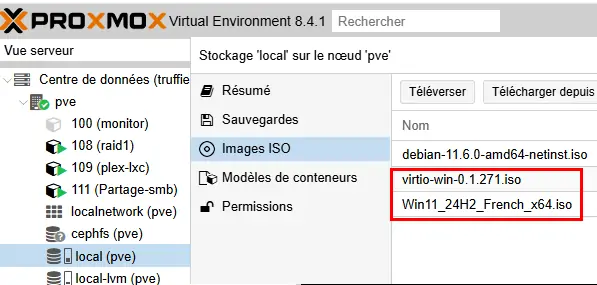 PROXMOX Virtual Environment 8.4.1 Rechercher
Vue serveur
Centre de données (truffie
pve
100 (monitor)
108 (raid1)
109 (plex-lxc)
111 (Partage-smb)
localnetwork (pve)
cephfs (pve)
local (pve)
local-lvm (pve)
Stockage 'local' sur le nœud 'pve'
Résumé
Sauvegardes
Images ISO
Modèles de conteneurs
Permissions
Téléverser Télécharger depuis
Nom
debian-11.6.0-amd64-netinst.iso
virtio-win-0.1.271.iso
Win11_24H2_French_x64.iso